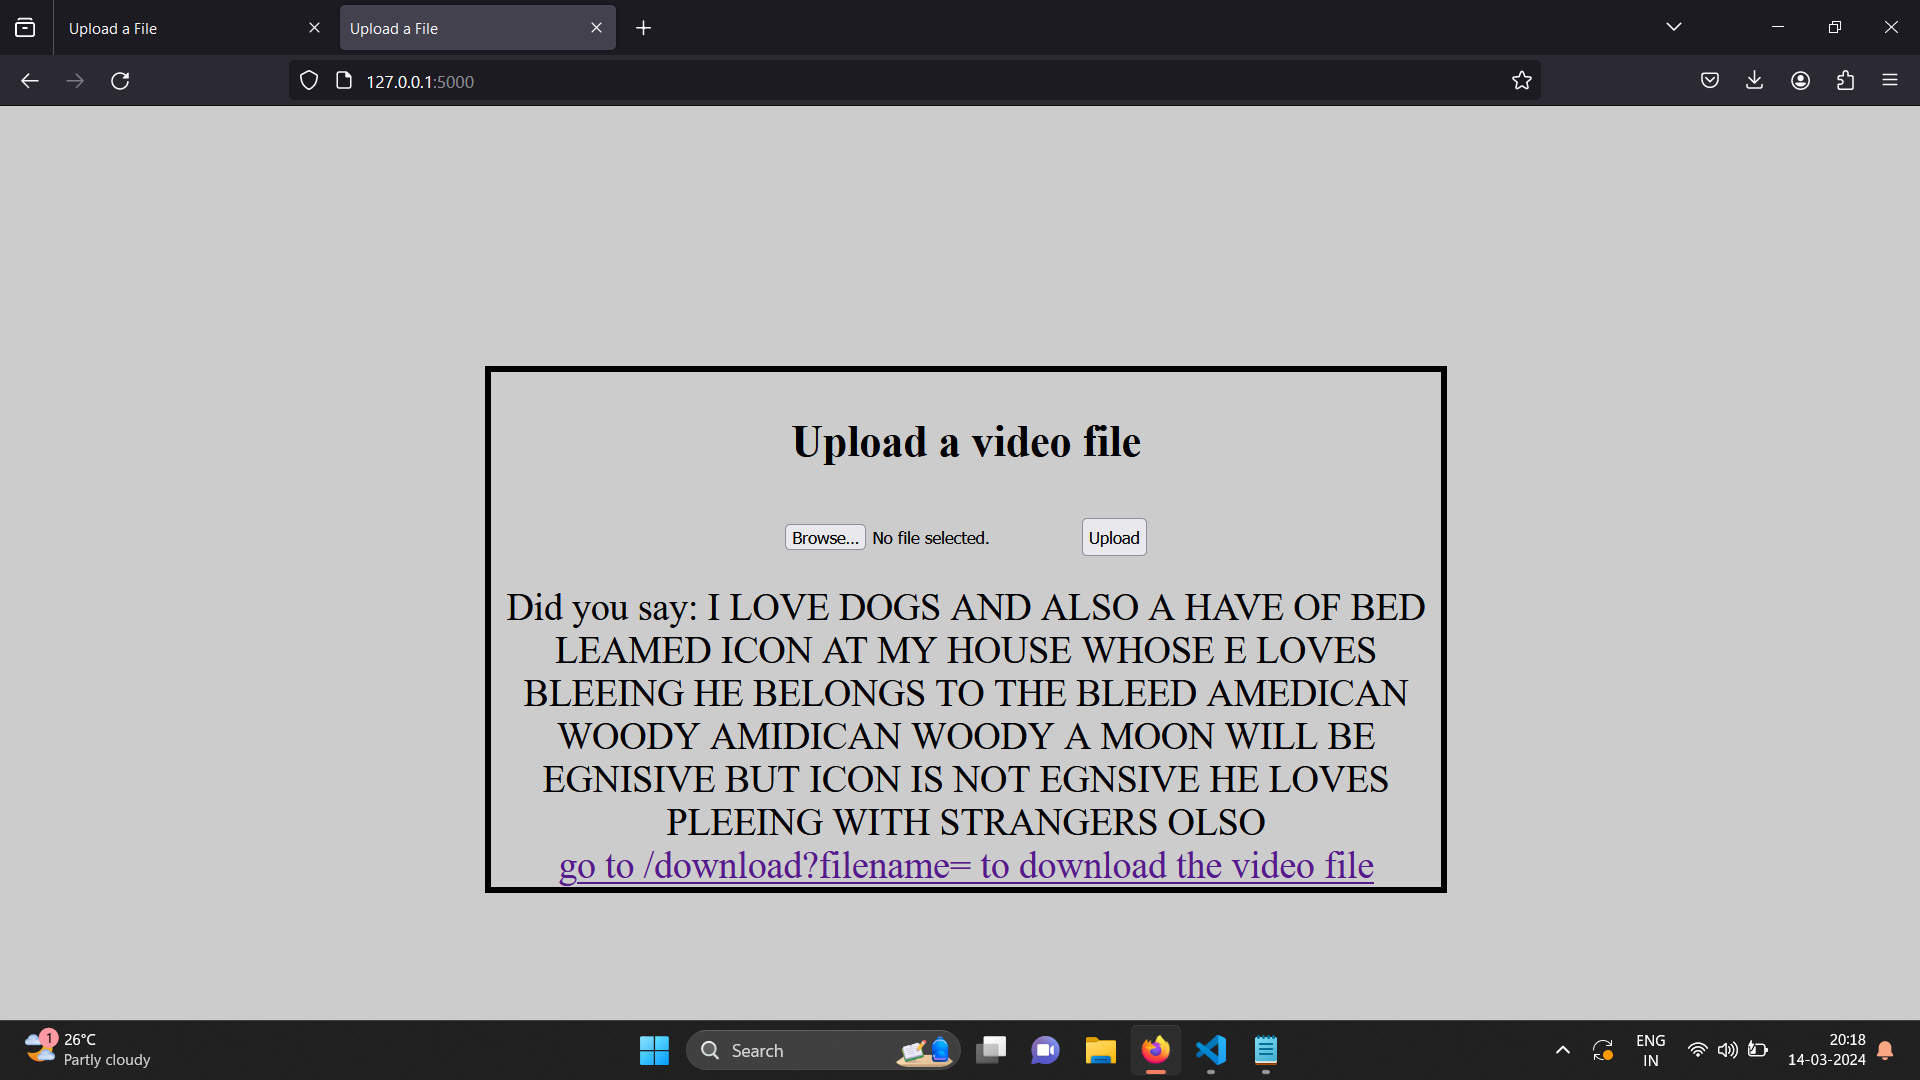 Upload a File
Upload a File
127.0.0.1:5000
Upload a video file
Browse... No file selected. Upload
Did you say: I LOVE DOGS AND ALSO A HAVE OF BED
LEAMED ICON AT MY HOUSE WHOSE E LOVES
BLEEING HE BELONGS TO THE BLEED AMEDICAN
WOODY AMIDICAN WOODY A MOON WILL BE
EGNISIVE BUT ICON IS NOT EGNSIVE HE LOVES
PLEEING WITH STRANGERS OLSO
go to /download?filename= to download the video file
1
26°C
Partly cloudy
Search
ENG
IN
20:18
14-03-2024